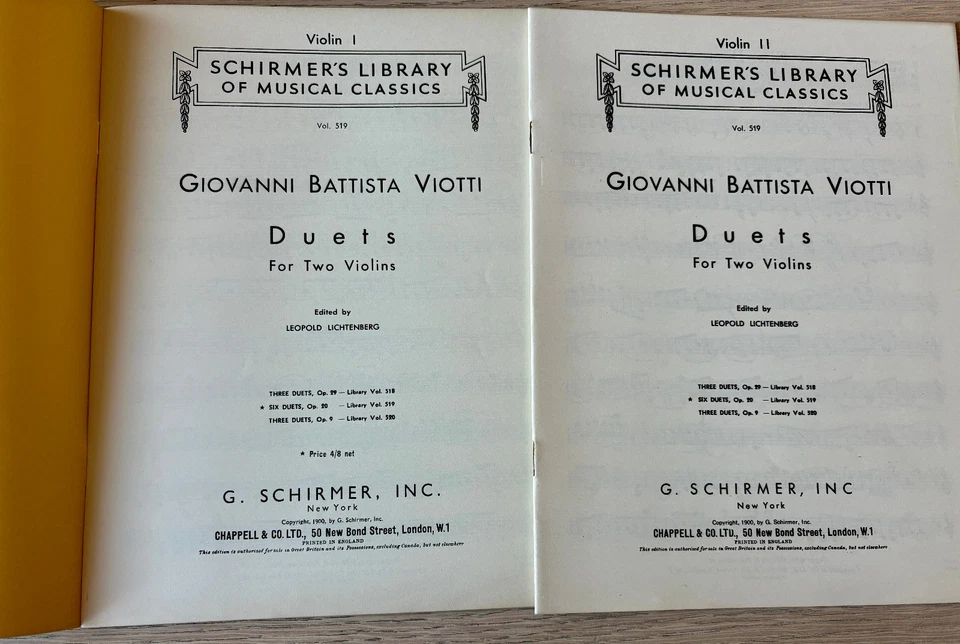 Violin I
SCHIRMER'S LIBRARY
OF MUSICAL CLASSICS
Vol. 519
GIOVANNI BATTISTA VIOTTI
Duets
For Two Violins
Edited by
LEOPOLD LICHTENBERG
THREE DUETS, Op. 29 — Library Vol. 518
★ SIX DUETS, Op. 20 — Library Vol. 519
THREE DUETS, Op. 9 — Library Vol. 520
★ Price 4/8 net
G. SCHIRMER, INC.
New York
Copyright, 1900, by G. Schirmer, Inc.
CHAPPELL & CO. LTD., 50 New Bond Street, London, W.1
PRINTED IN ENGLAND
This edition is authorized for sale in Great Britain and its Possessions, excluding Canada, but not elsewhere
Violin II
SCHIRMER'S LIBRARY
OF MUSICAL CLASSICS
Vol. 519
GIOVANNI BATTISTA VIOTTI
Duets
For Two Violins
Edited by
LEOPOLD LICHTENBERG
THREE DUETS, Op. 29 — Library Vol. 518
★ SIX DUETS, Op. 20 — Library Vol. 519
THREE DUETS, Op. 9 — Library Vol. 520
G. SCHIRMER, INC
New York
Copyright, 1900, by G. Schirmer, Inc.
CHAPPELL & CO. LTD., 50 New Bond Street, London, W.1
PRINTED IN ENGLAND
This edition is authorized for sale in Great Britain and its Possessions, excluding Canada, but not elsewhere